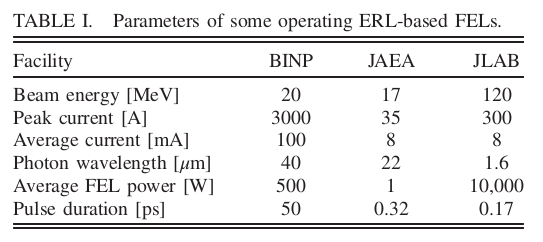 TABLE I. Parameters of some operating ERL-based FELs.
Facility BINP JAEA JLAB
Beam energy [MeV] 20 17 120
Peak current [A] 3000 35 300
Average current [mA] 100 8 8
Photon wavelength [μm] 40 22 1.6
Average FEL power [W] 500 1 10,000
Pulse duration [ps] 50 0.32 0.17